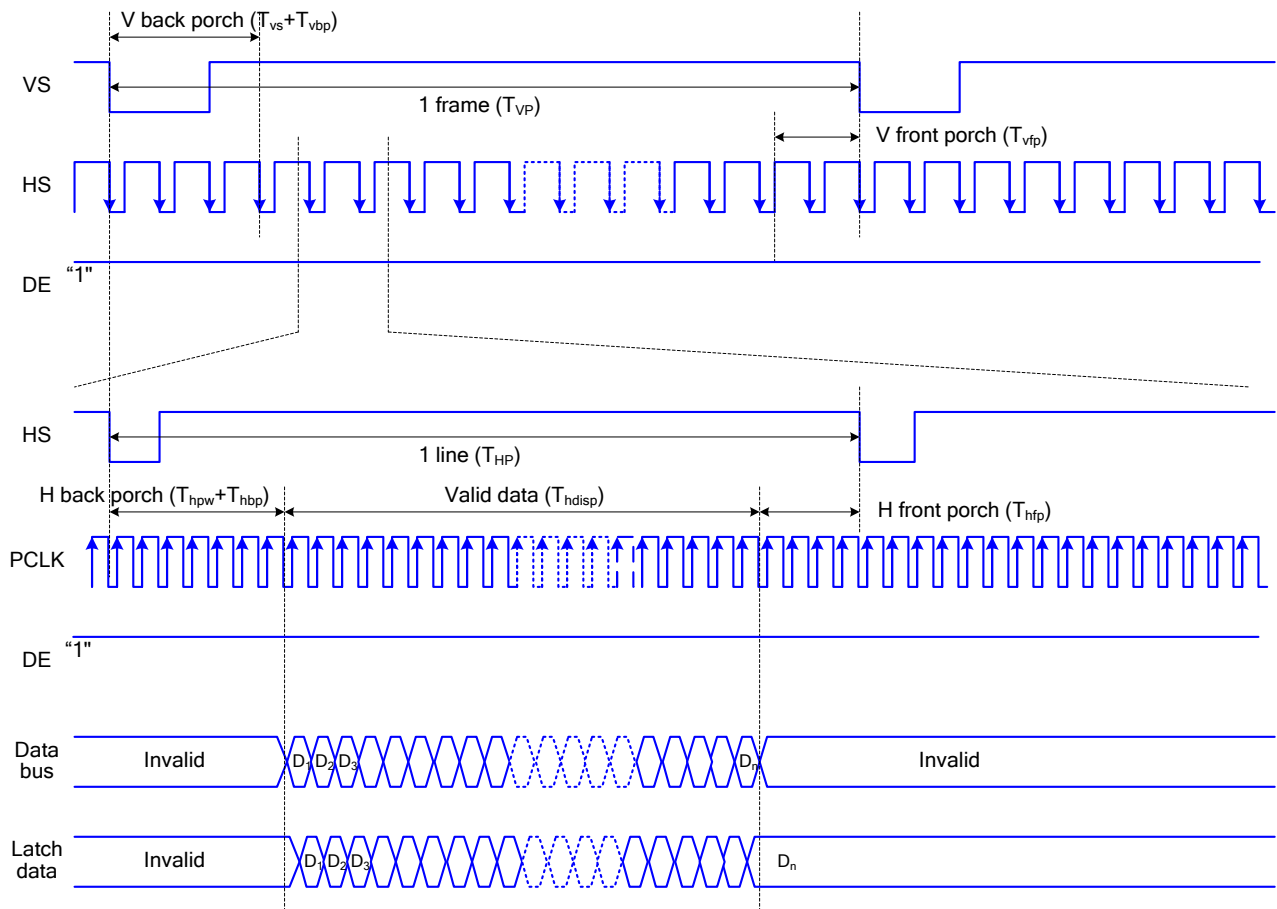 V back porch (Tvs+Tvbp)
VS
1 frame (TVP)
V front porch (Tvfp)
HS
DE “1"
HS
1 line (THP)
H back porch (Thpw+Thbp)
Valid data (Thdisp)
H front porch (Thfp)
PCLK
DE “1"
Data
bus
Invalid
D1 D2 D3
Dn
Invalid
Latch
data
Invalid
D1 D2 D3
Dn